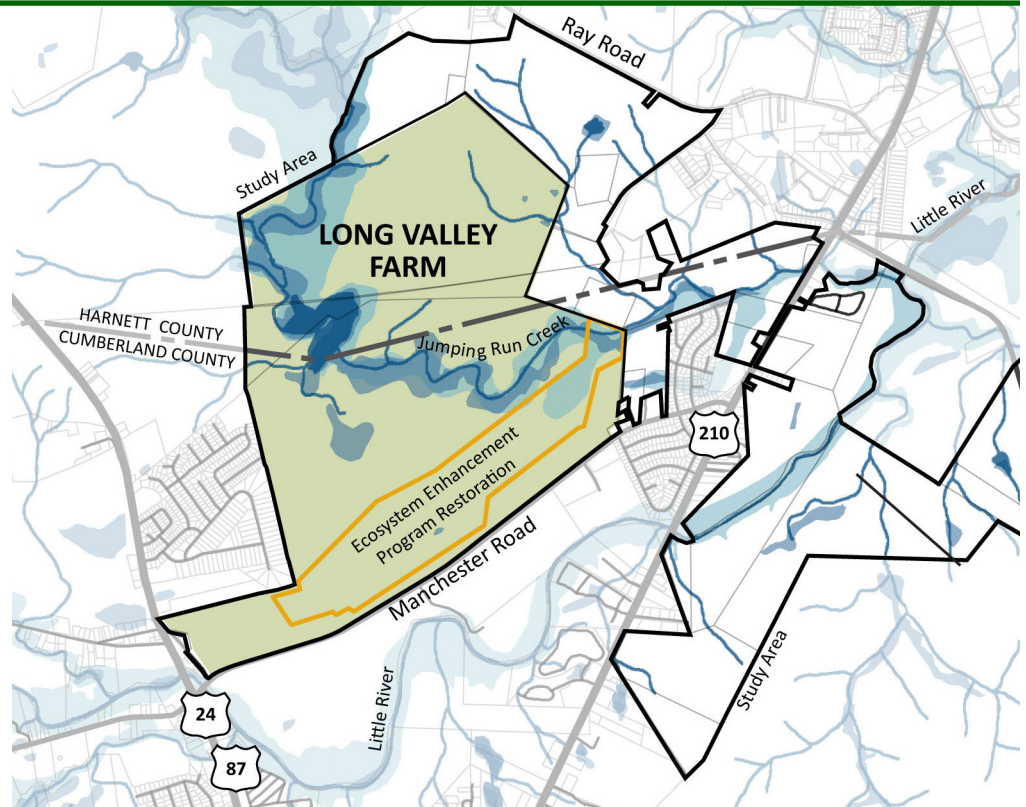 Ray Road
Study Area
Little River
LONG VALLEY
FARM
HARNETT COUNTY
CUMBERLAND COUNTY
Jumping Run Creek
210
Ecosystem Enhancement
Program Restoration
Manchester Road
Study Area
Little River
24
87